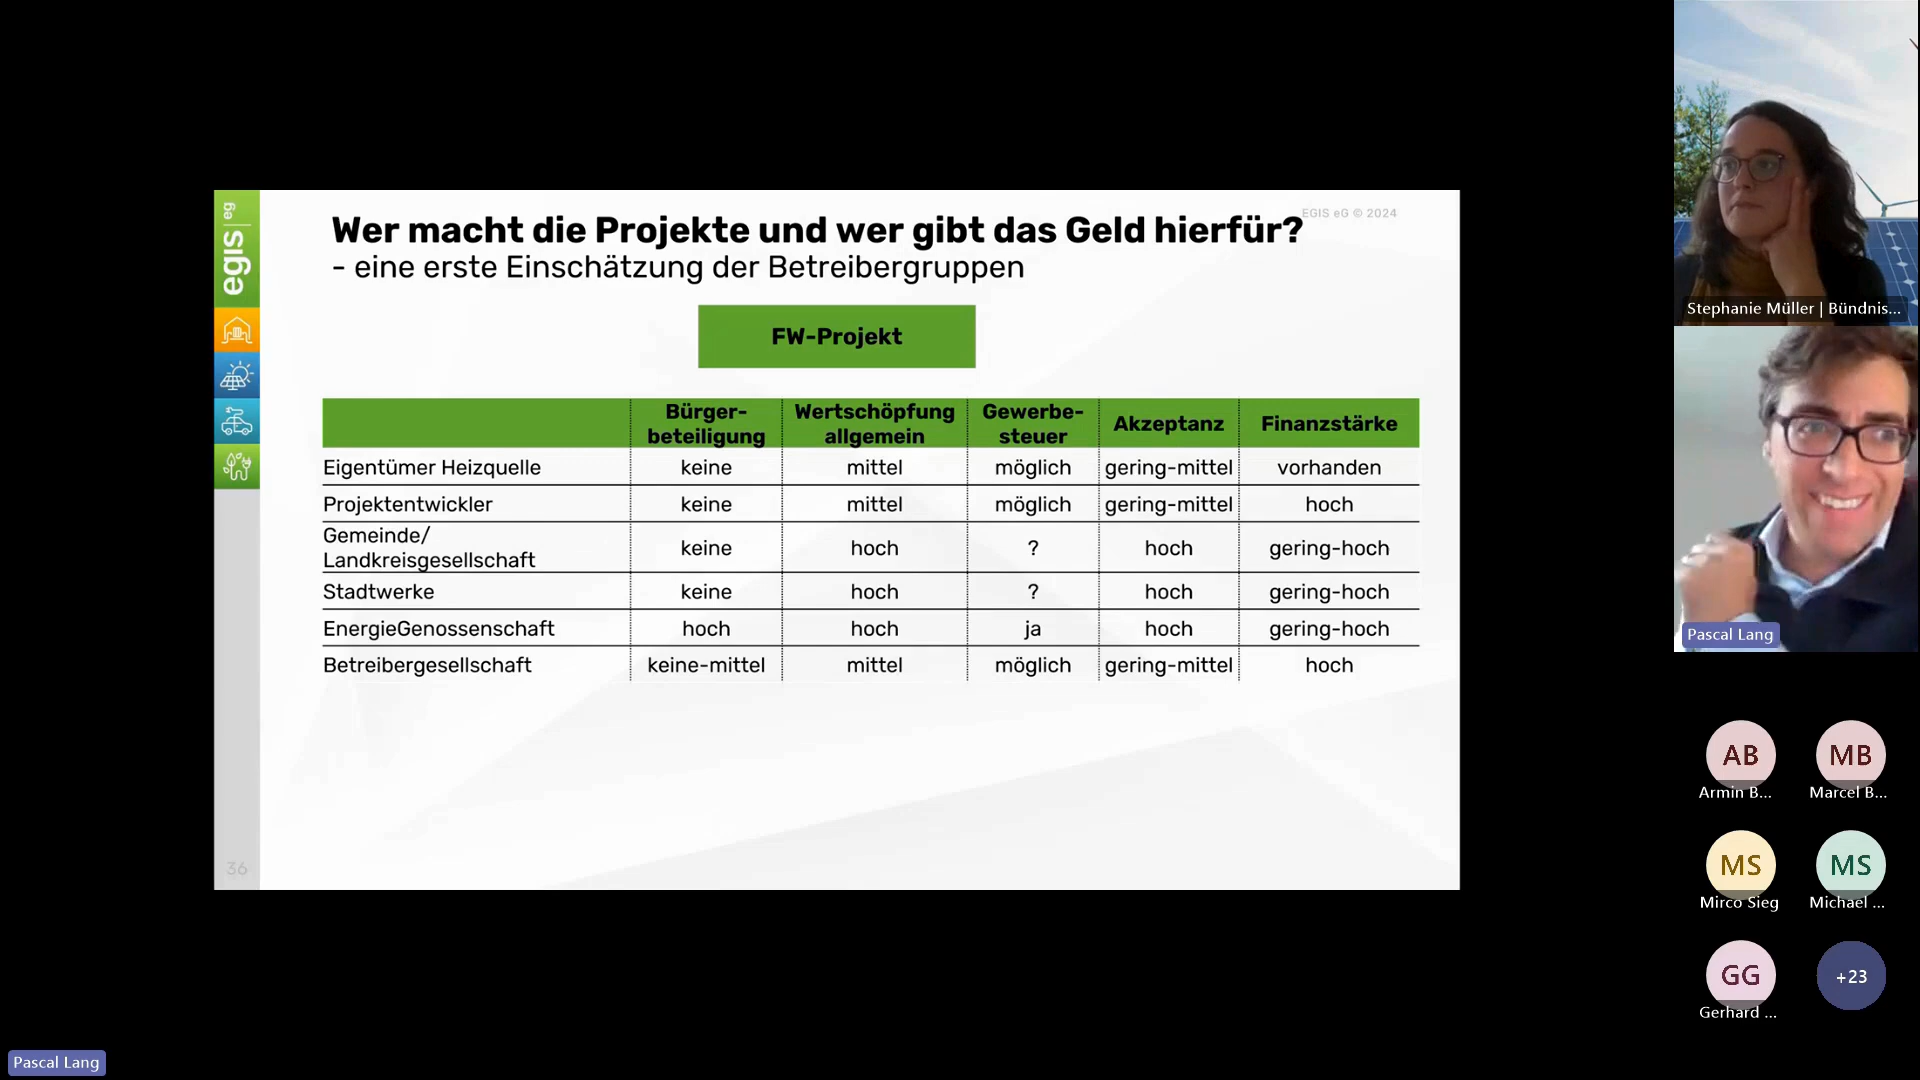 egis eg
EGIS eG © 2024
Wer macht die Projekte und wer gibt das Geld hierfür?
- eine erste Einschätzung der Betreibergruppen
FW-Projekt
Bürger-beteiligung Wertschöpfung allgemein Gewerbe-steuer Akzeptanz Finanzstärke
Eigentümer Heizquelle keine mittel möglich gering-mittel vorhanden
Projektentwickler keine mittel möglich gering-mittel hoch
Gemeinde/
Landkreisgesellschaft keine hoch ? hoch gering-hoch
Stadtwerke keine hoch ? hoch gering-hoch
EnergieGenossenschaft hoch hoch ja hoch gering-hoch
Betreibergesellschaft keine-mittel mittel möglich gering-mittel hoch
36
Stephanie Müller | Bündnis...
Pascal Lang
AB MB
Armin B... Marcel B...
MS MS
Mirco Sieg Michael ...
GG +23
Gerhard ...
Pascal Lang